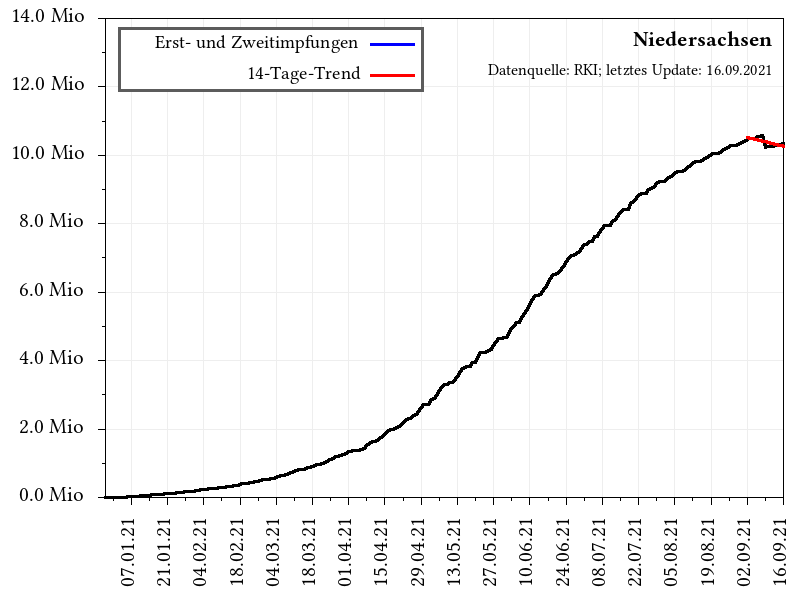 14.0 Mio
12.0 Mio
10.0 Mio
8.0 Mio
6.0 Mio
4.0 Mio
2.0 Mio
0.0 Mio
Erst- und Zweitimpfungen
14-Tage-Trend
Niedersachsen
Datenquelle: RKI; letztes Update: 16.09.2021
07.01.21
21.01.21
04.02.21
18.02.21
04.03.21
18.03.21
01.04.21
15.04.21
29.04.21
13.05.21
27.05.21
10.06.21
24.06.21
08.07.21
22.07.21
05.08.21
19.08.21
02.09.21
16.09.21